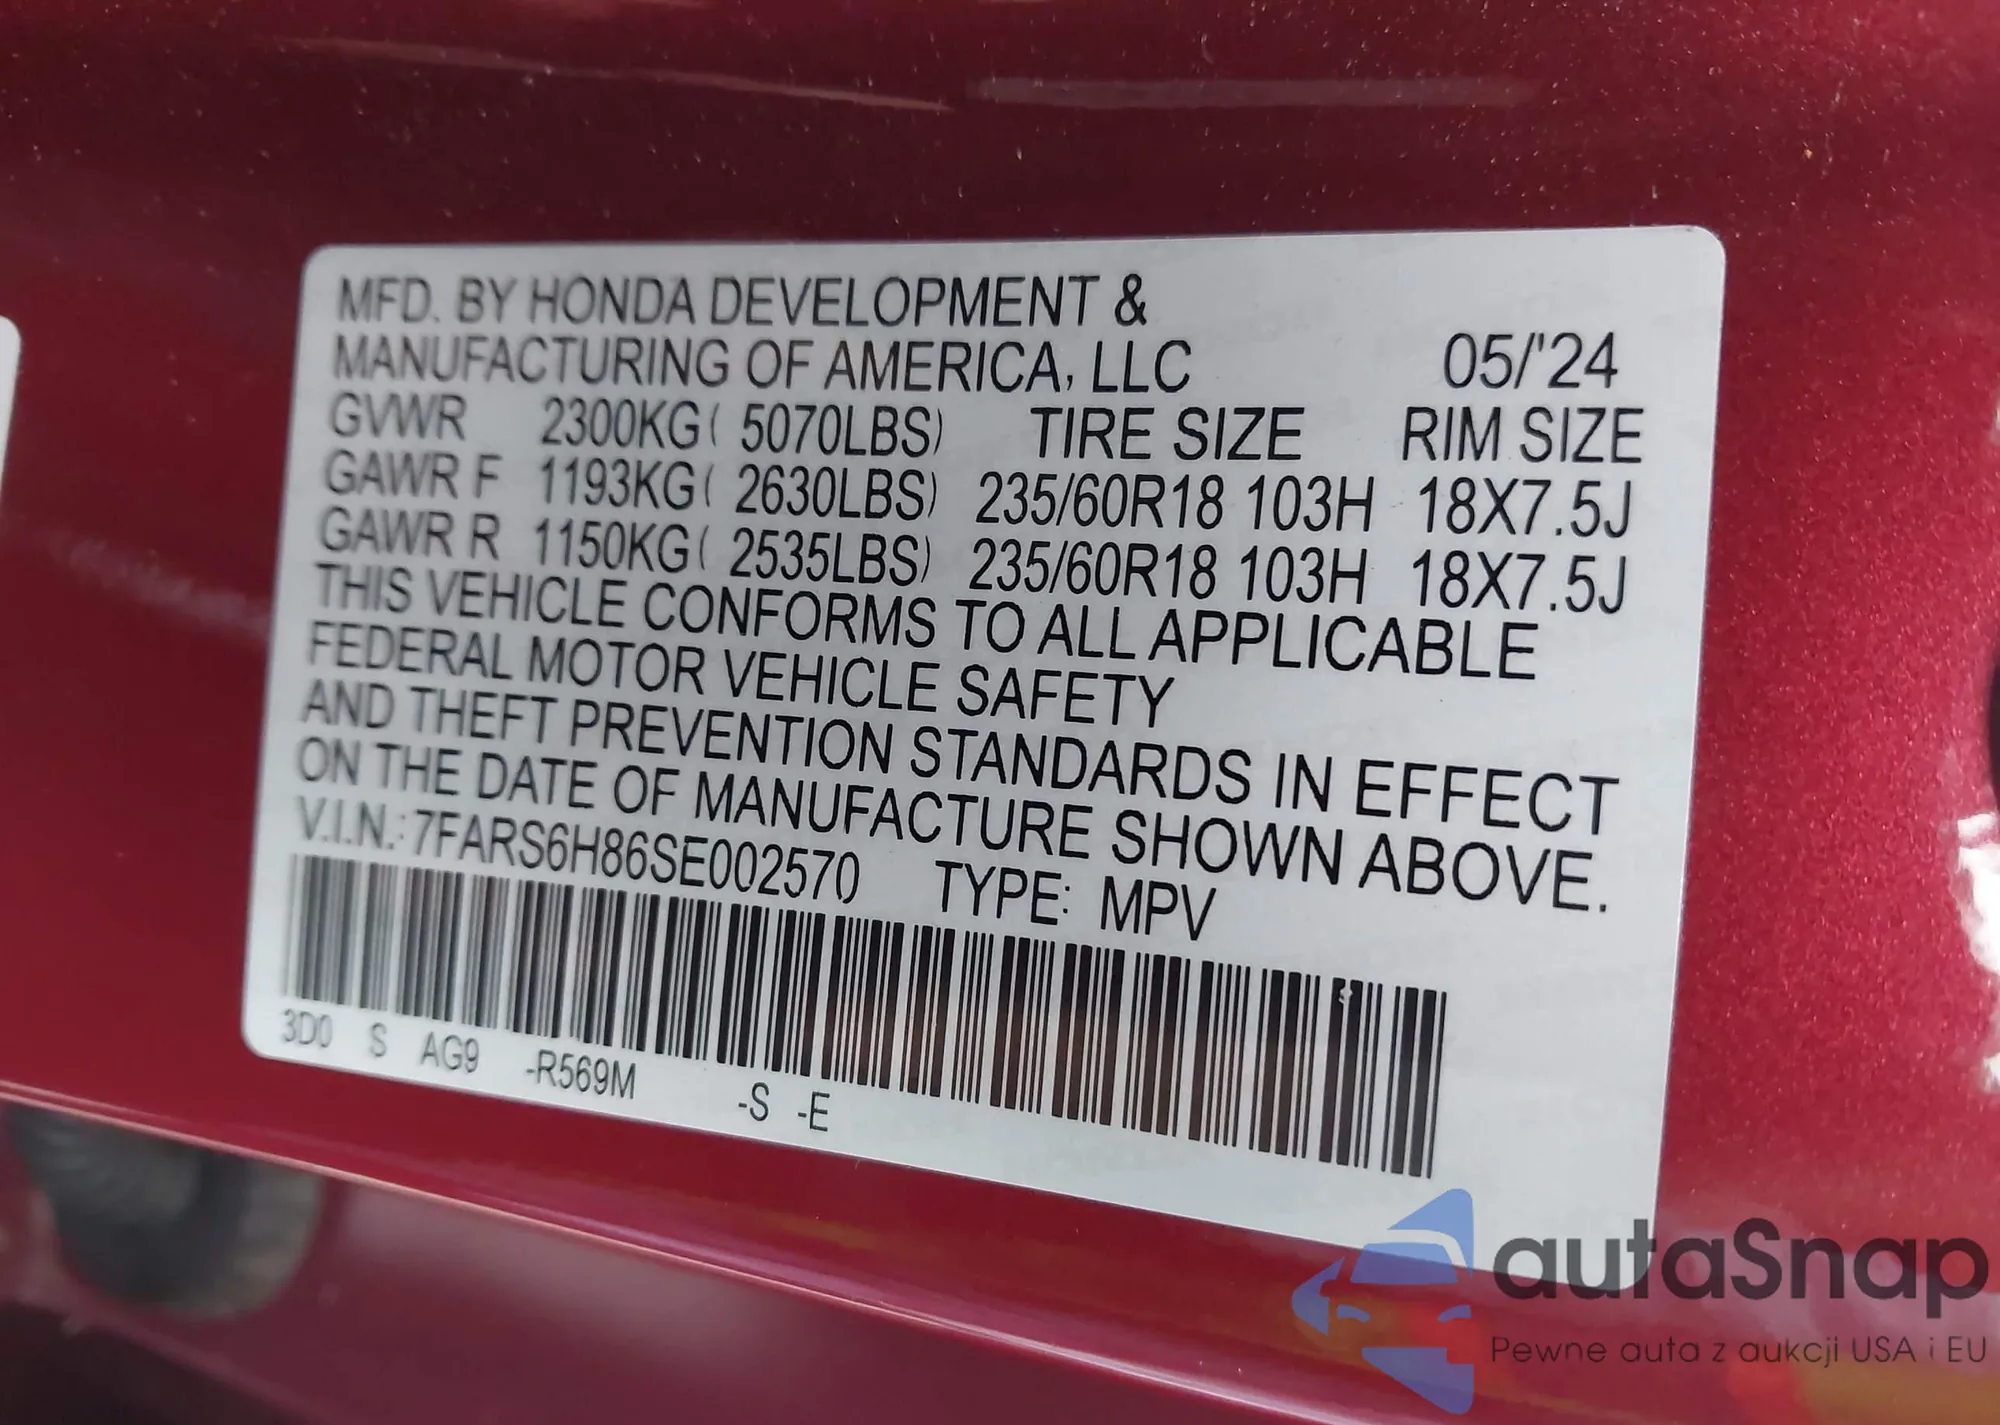 MFD. BY HONDA DEVELOPMENT &
MANUFACTURING OF AMERICA, LLC 05/'24
GVWR 2300KG( 5070LBS) TIRE SIZE RIM SIZE
GAWR F 1193KG( 2630LBS) 235/60R18 103H 18X7.5J
GAWR R 1150KG( 2535LBS) 235/60R18 103H 18X7.5J
THIS VEHICLE CONFORMS TO ALL APPLICABLE
FEDERAL MOTOR VEHICLE SAFETY
AND THEFT PREVENTION STANDARDS IN EFFECT
ON THE DATE OF MANUFACTURE SHOWN ABOVE.
V.I.N.: 7FARS6H86SE002570 TYPE: MPV
3D0 S AG9 -R569M -S -E
autaSnap
Pewne auta z aukcji USA i EU